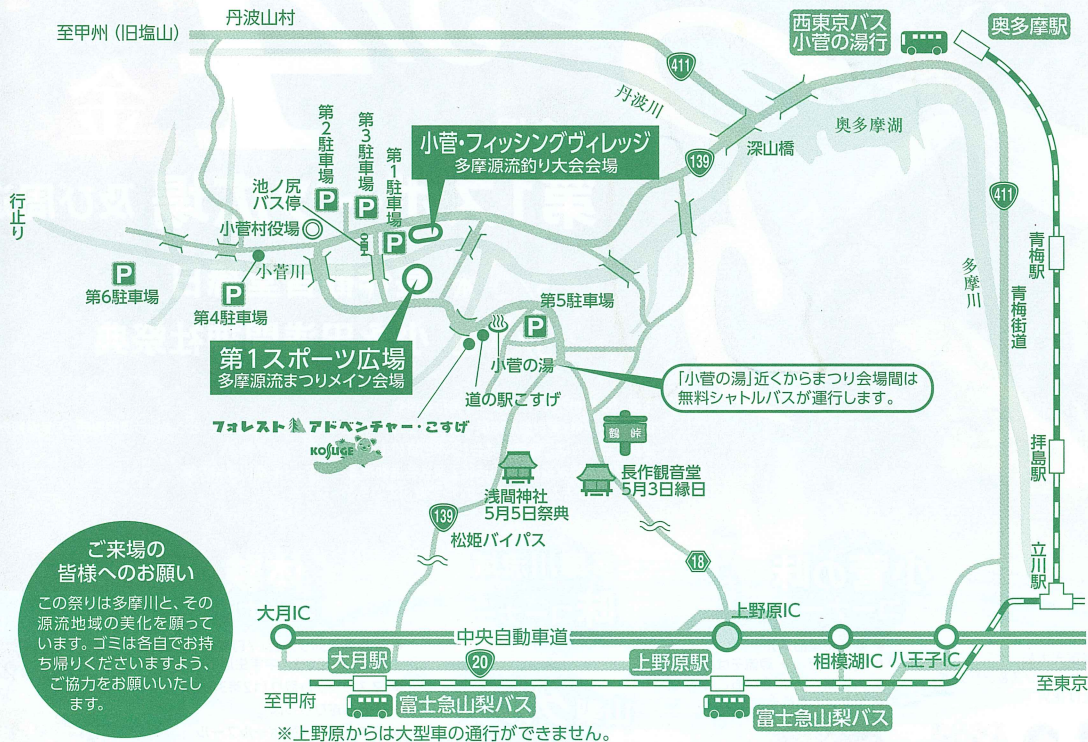 至甲州（旧塩山）
丹波山村
411
丹波川
西東京バス
小菅の湯行
奥多摩駅
奥多摩湖
深山橋
139
411
青梅駅
多摩川
青梅街道
拝島駅
立川駅
行止り
第2駐車場
P
第3駐車場
P
第1駐車場
P
池ノ尻
バス停
小菅村役場
小菅・フィッシングヴィレッジ
多摩源流釣り大会会場
P
第6駐車場
P
第4駐車場
小菅川
第1スポーツ広場
多摩源流まつりメイン会場
第5駐車場
P
小菅の湯
道の駅こすげ
「小菅の湯」近くからまつり会場間は
無料シャトルバスが運行します。
フォレストアドベンチャー・こすげ
KOSUGE
鶴峠
浅間神社
5月5日祭典
長作観音堂
5月3日縁日
139
松姫バイパス
18
ご来場の
皆様へのお願い
この祭りは多摩川と、その
源流地域の美化を願って
います。ゴミは各自でお持
ち帰りくださいますよう、
ご協力をお願いいたし
ます。
大月IC
中央自動車道
上野原IC
相模湖IC
八王子IC
大月駅
20
上野原駅
至甲府
富士急山梨バス
富士急山梨バス
至東京
※上野原からは大型車の通行ができません。